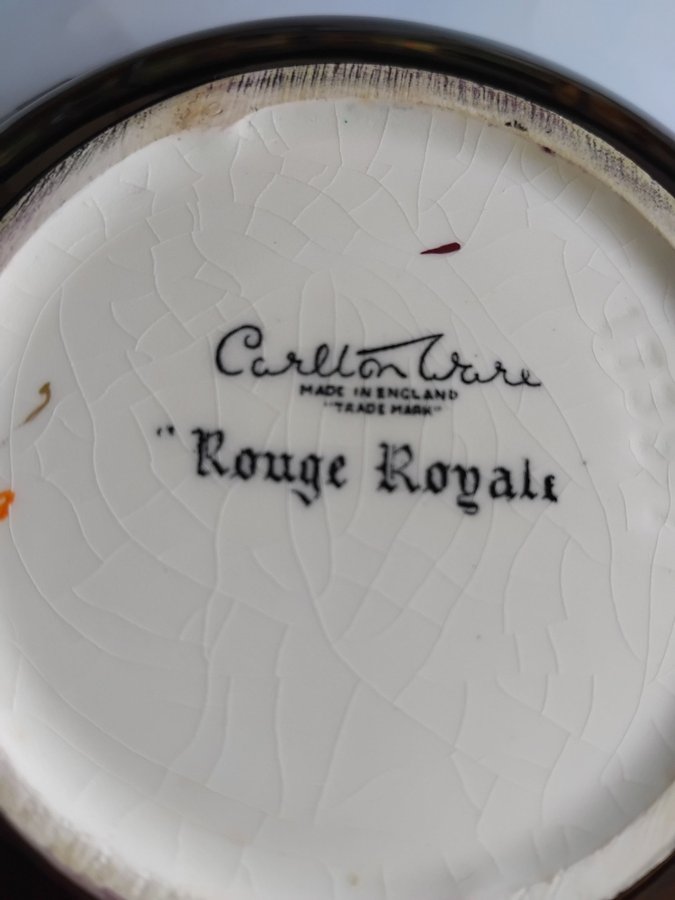 Carlton Ware
MADE IN ENGLAND
"TRADE MARK"
"Rouge Royale